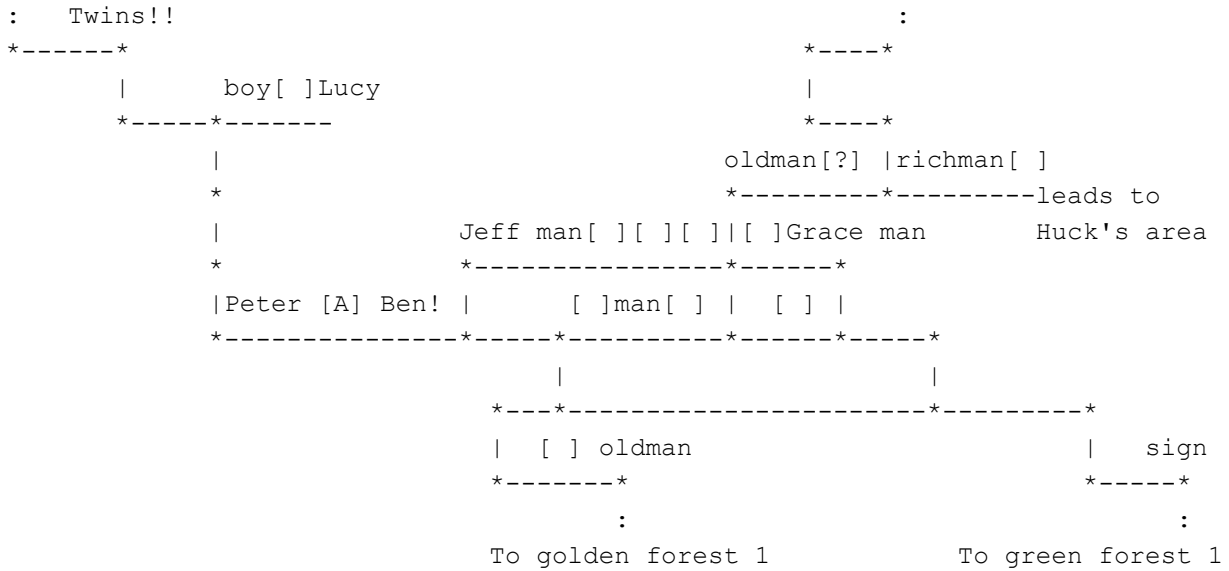 :   Twins!!                                              :
*------*                                            *----*
       |      boy[ ]Lucy                            |
       *-----*-------                               *----*
             |                                oldman[?] |richman[ ]
             *                                *---------*---------leads to
             |               Jeff man[ ][ ][ ]|[ ]Grace man       Huck's area
             *               *----------------*------*
             |Peter [A] Ben! |      [ ]man[ ] |  [ ] |
             *---------------*-----*----------*------*-----*
                                   |                       |
                               *---*-----------------------*---------*
                               |  [ ] oldman                         |   sign
                               *-------*                             *-----*
                                       :                                   :
                               To golden forest 1            To green forest 1